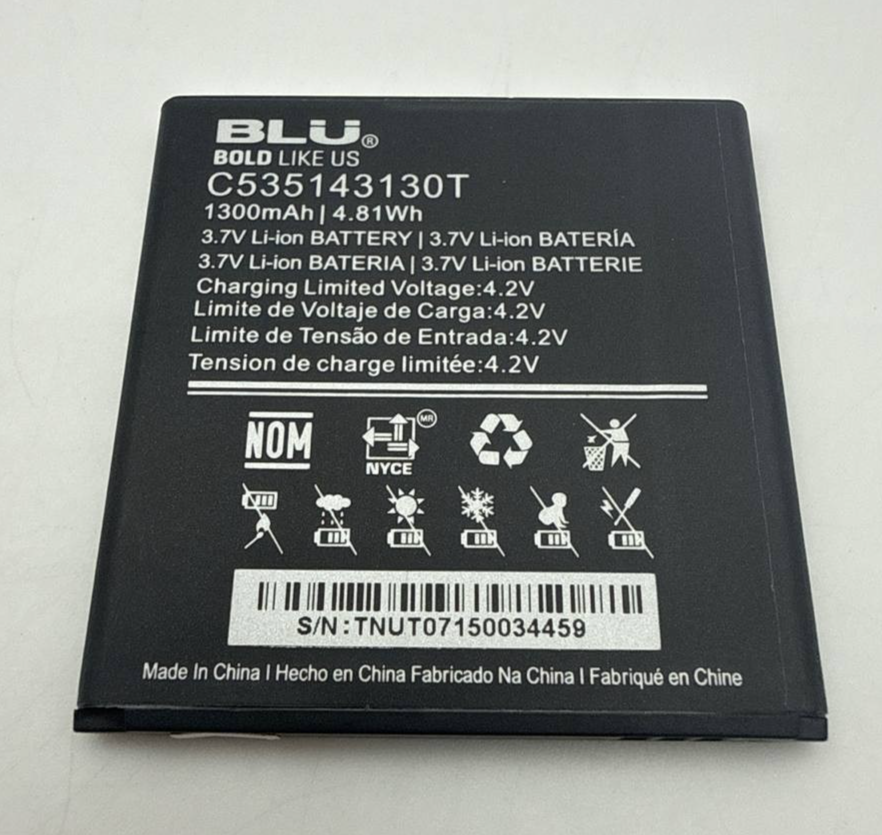 BLU®
BOLD LIKE US
C535143130T
1300mAh | 4.81Wh
3.7V Li-ion BATTERY | 3.7V Li-ion BATERÍA
3.7V Li-ion BATERIA | 3.7V Li-ion BATTERIE
Charging Limited Voltage:4.2V
Limite de Voltaje de Carga:4.2V
Limite de Tensão de Entrada:4.2V
Tension de charge limitée:4.2V
NOM
MR
NYCE
S/N:TNUT07150034459
Made In China I Hecho en China Fabricado Na China I Fabriqué en Chine